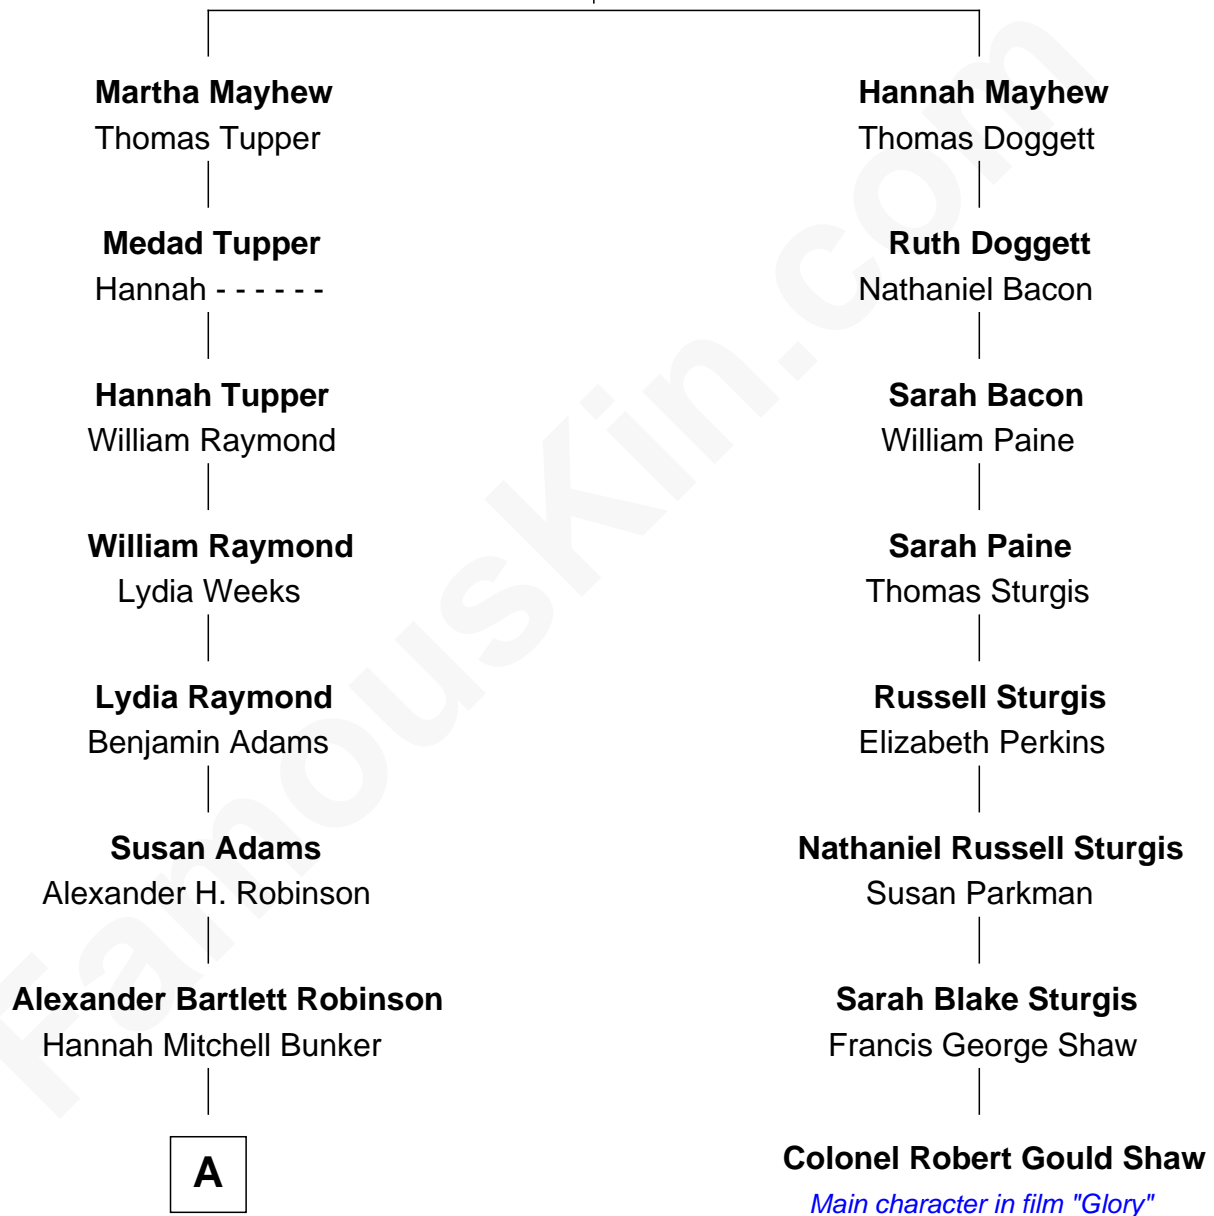 Martha Mayhew
Thomas Tupper
Medad Tupper
Hannah - - - - - -
Hannah Tupper
William Raymond
William Raymond
Lydia Weeks
Lydia Raymond
Benjamin Adams
Susan Adams
Alexander H. Robinson
Alexander Bartlett Robinson
Hannah Mitchell Bunker
A
Hannah Mayhew
Thomas Doggett
Ruth Doggett
Nathaniel Bacon
Sarah Bacon
William Paine
Sarah Paine
Thomas Sturgis
Russell Sturgis
Elizabeth Perkins
Nathaniel Russell Sturgis
Susan Parkman
Sarah Blake Sturgis
Francis George Shaw
Colonel Robert Gould Shaw
Main character in film "Glory"
FamousKin.com